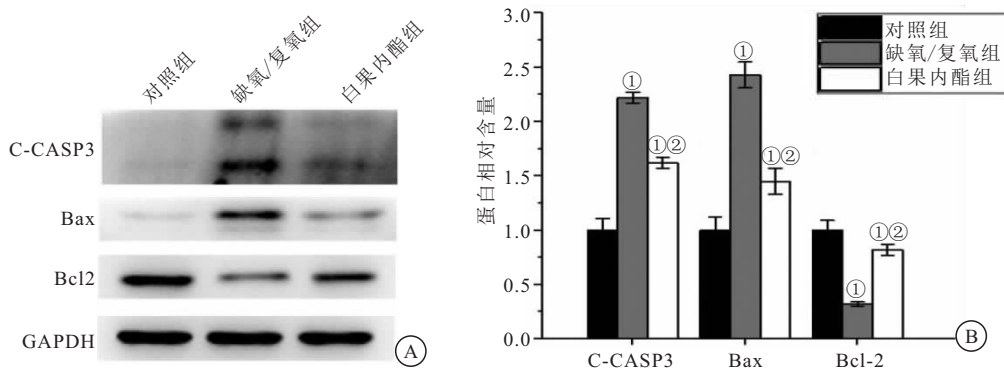 对照组
缺氧/复氧组
白果内酯组
C-CASP3
Bax
Bcl2
GAPDH
A
3.0
2.5
2.0
1.5
1.0
0.5
0.0
蛋白相对含量
对照组
缺氧/复氧组
白果内酯组
①
①②
①
①②
①
①②
C-CASP3
Bax
Bcl-2
B